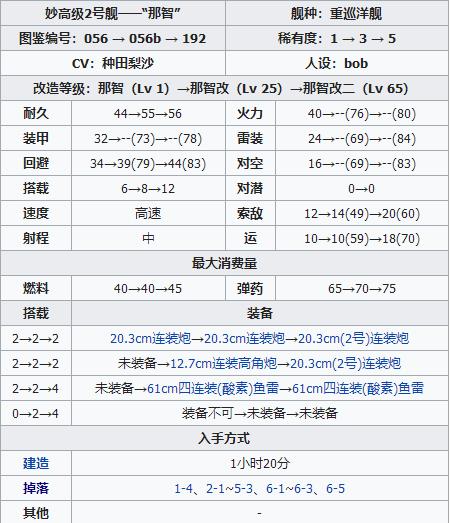 妙高级2号舰——“那智” 舰种：重巡洋舰
图鉴编号：056 → 056b → 192 稀有度：1 → 3 → 5
CV：种田梨沙 人设：bob
改造等级：那智（Lv 1）→那智改（Lv 25）→那智改二（Lv 65）
耐久 44→55→56 火力 40→--(76)→--(80)
装甲 32→--(73)→--(78) 雷装 24→--(69)→--(84)
回避 34→39(79)→44(83) 对空 16→--(69)→--(83)
搭载 6→8→12 对潜 0→0
速度 高速 索敌 12→14(49)→20(60)
射程 中 运 10→10(59)→18(70)
最大消费量
燃料 40→40→45 弹药 65→70→75
搭载 装备
2→2→2 20.3cm连装炮→20.3cm连装炮→20.3cm(2号)连装炮
2→2→2 未装备→12.7cm连装高角炮→20.3cm(2号)连装炮
2→2→4 未装备→61cm四连装(酸素)鱼雷→61cm四连装(酸素)鱼雷
0→2→4 装备不可→未装备→未装备
入手方式
建造 1小时20分
掉落 1-4、2-1~5-3、6-1~6-3、6-5
其他 -